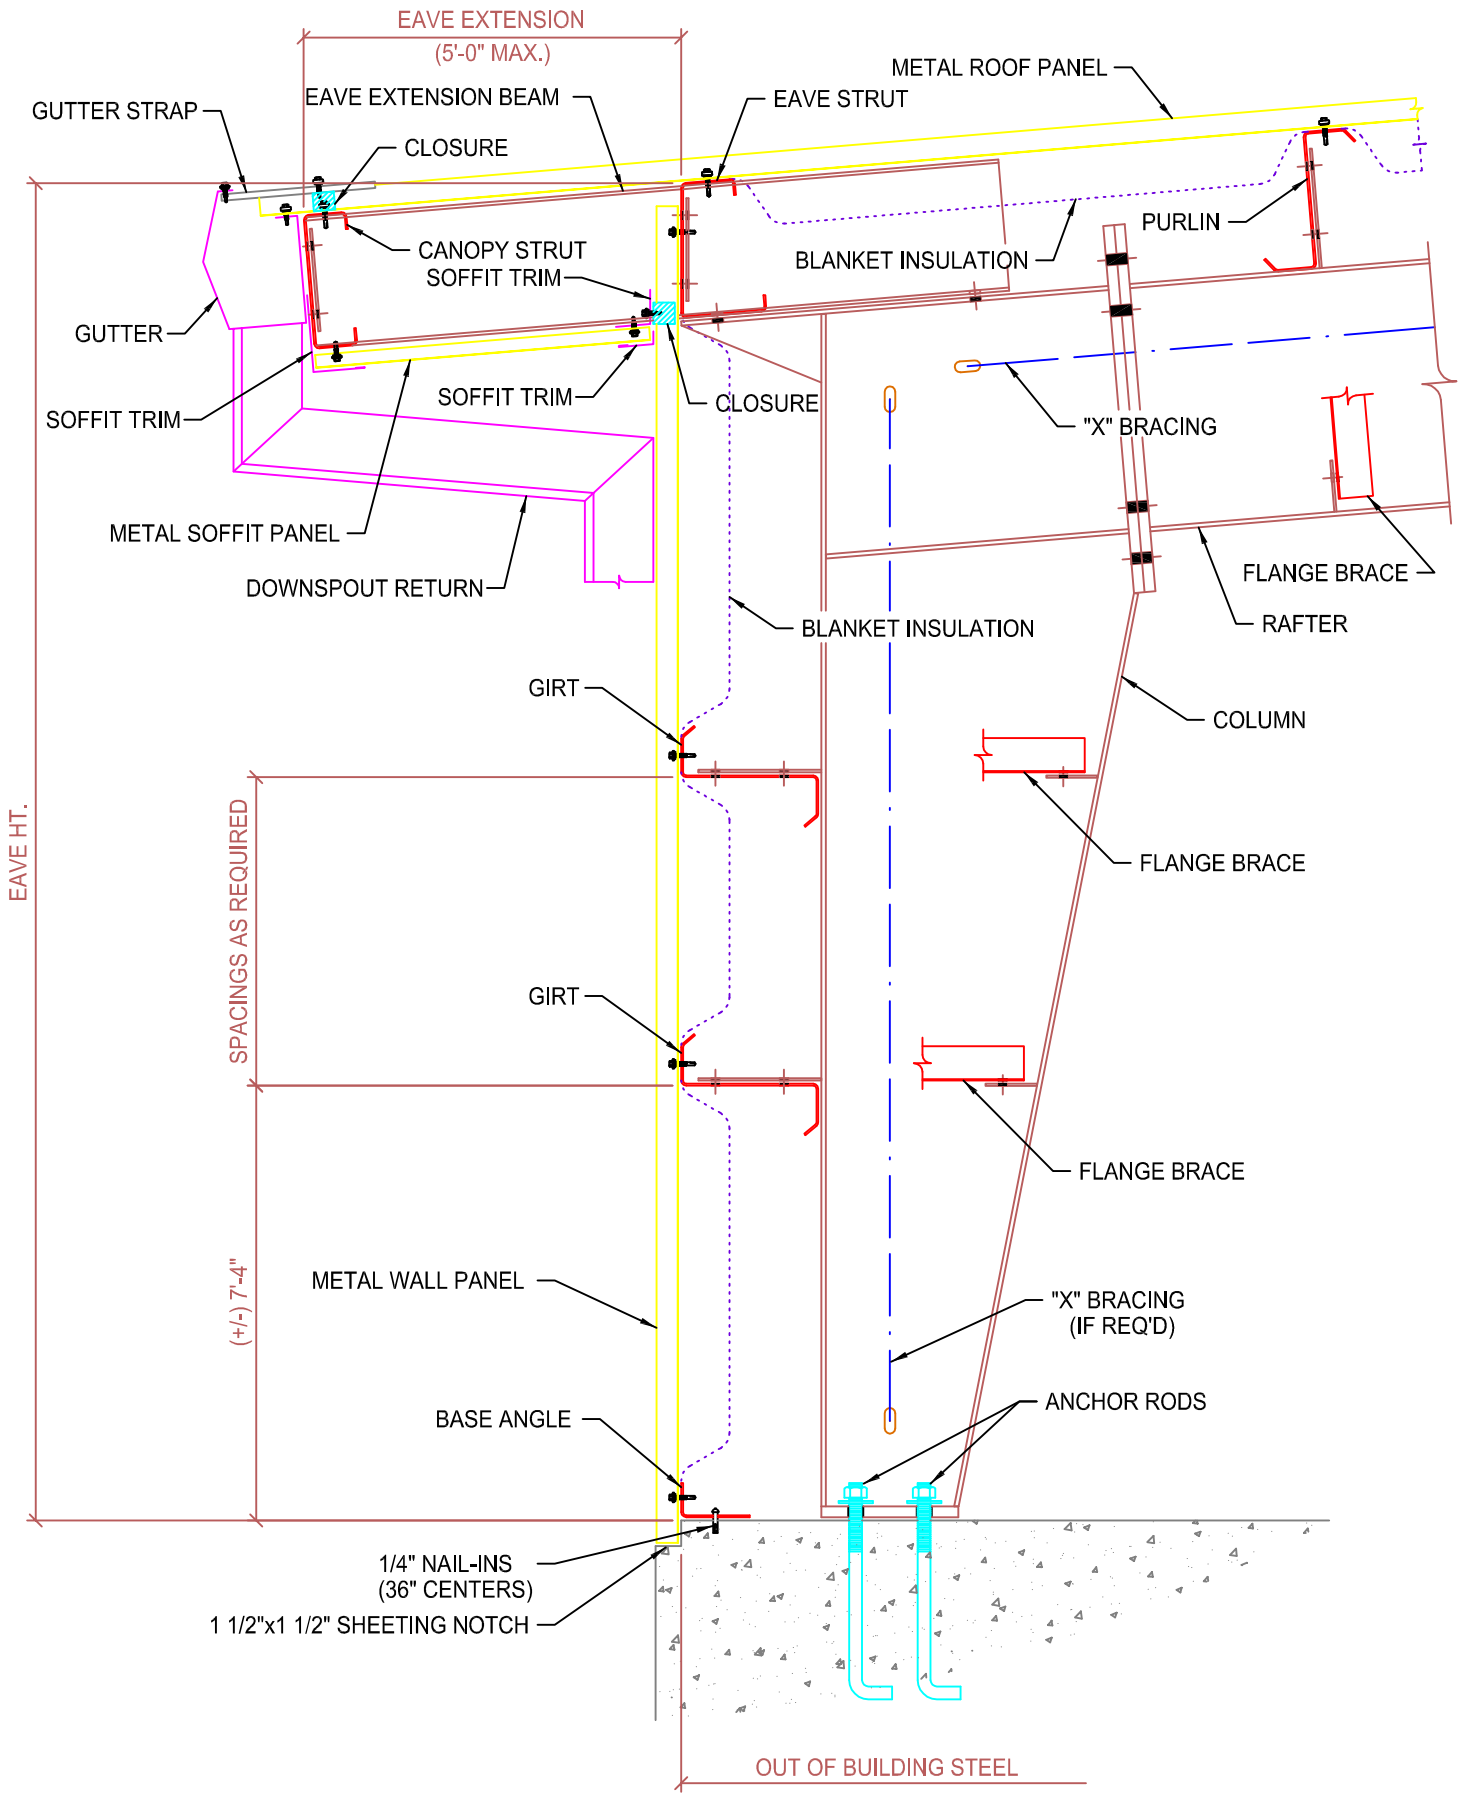 EAVE EXTENSION
(5'-0" MAX.)
METAL ROOF PANEL
GUTTER STRAP
EAVE EXTENSION BEAM
EAVE STRUT
CLOSURE
CANOPY STRUT
SOFFIT TRIM
PURLIN
BLANKET INSULATION
GUTTER
SOFFIT TRIM
SOFFIT TRIM
CLOSURE
"X" BRACING
METAL SOFFIT PANEL
DOWNSPOUT RETURN
FLANGE BRACE
RAFTER
BLANKET INSULATION
GIRT
COLUMN
EAVE HT.
SPACINGS AS REQUIRED
FLANGE BRACE
GIRT
FLANGE BRACE
METAL WALL PANEL
(+/-) 7'-4"
"X" BRACING
(IF REQ'D)
BASE ANGLE
ANCHOR RODS
1/4" NAIL-INS
(36" CENTERS)
1 1/2"x1 1/2" SHEETING NOTCH
OUT OF BUILDING STEEL